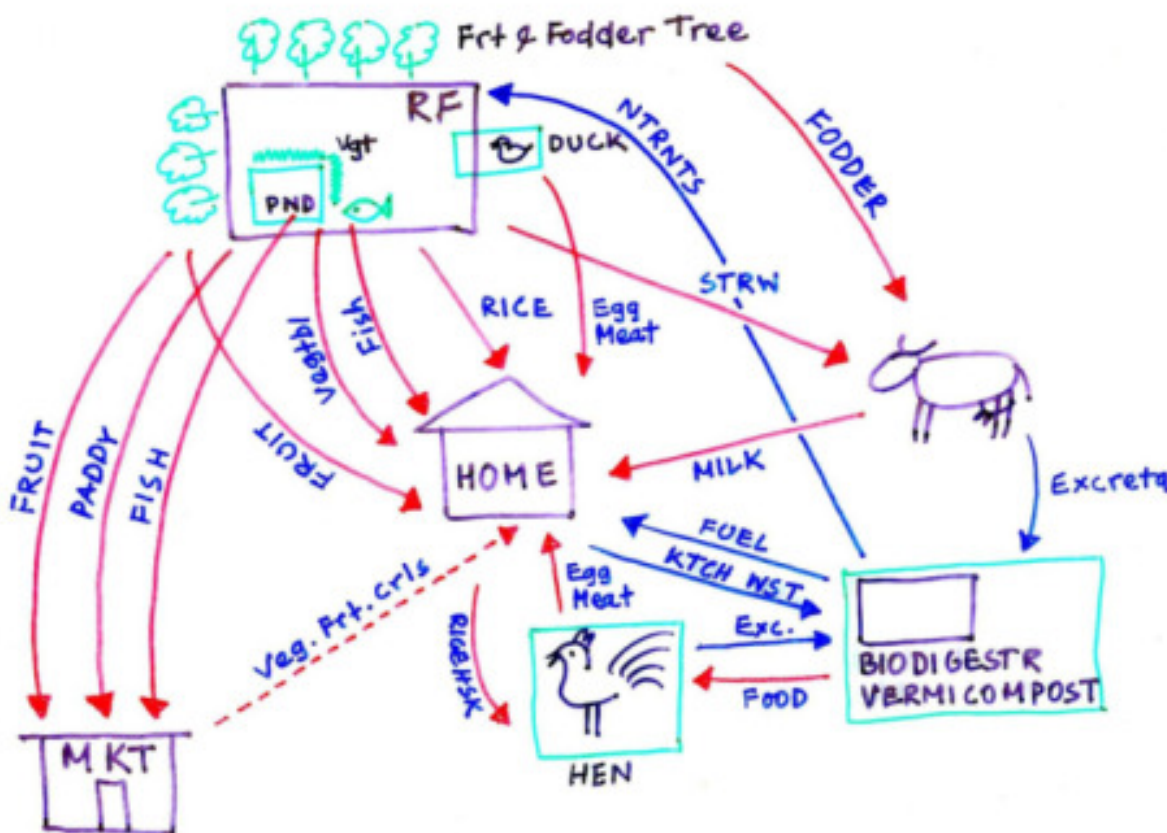 Frt & Fodder Tree
RF
Vgt
PND
DUCK
NTRNTS
FODDER
STRW
RICE
Egg
Meat
Fish
Vegtbl
FRUIT
FRUIT
PADDY
FISH
HOME
MILK
Excreta
FUEL
KTCH WST
Veg. Frt. Crls
Egg
Meat
RICEHSK
Exc.
FOOD
BIODIGESTR
VERMICOMPOST
MKT
HEN